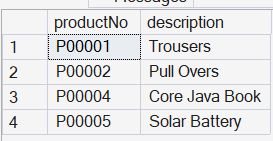 productNo description
1 P00001 Trousers
2 P00002 Pull Overs
3 P00004 Core Java Book
4 P00005 Solar Battery